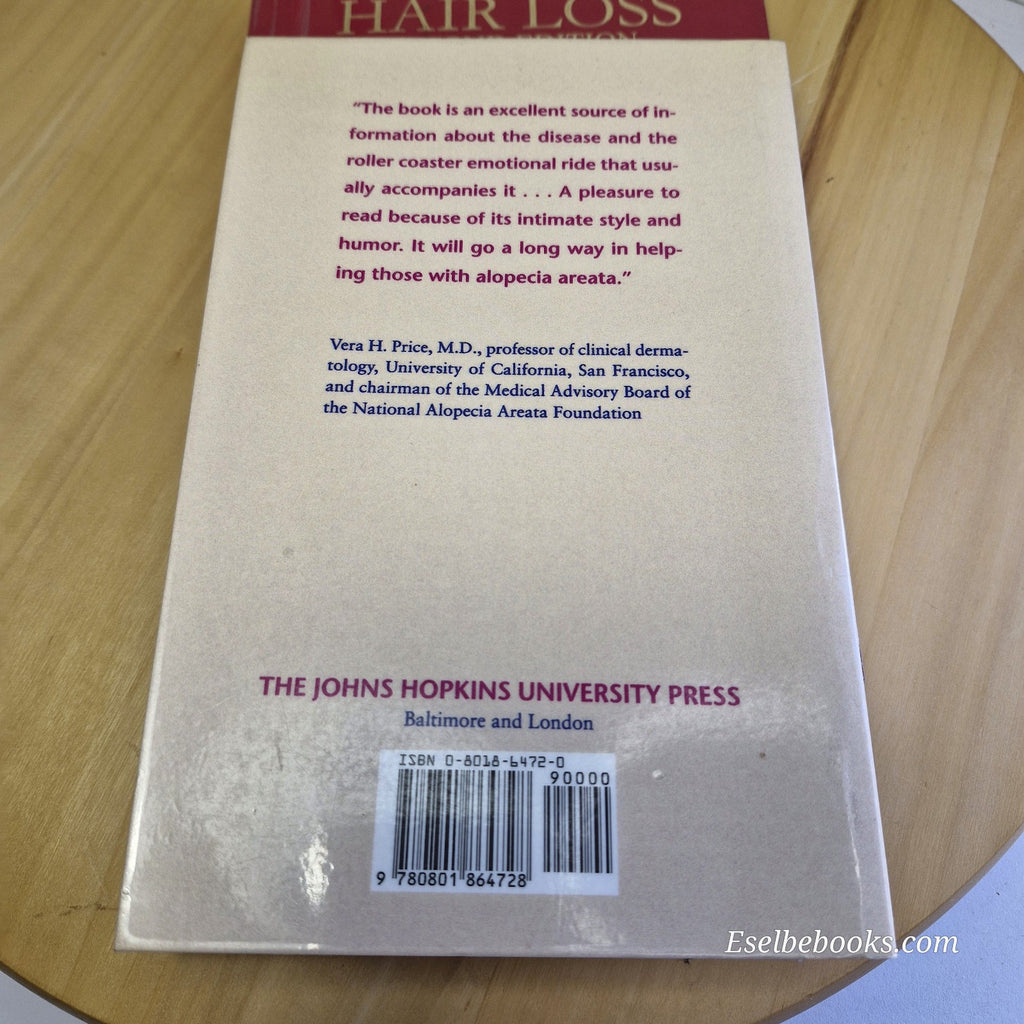 HAIR LOSS
EDITION
"The book is an excellent source of in-
formation about the disease and the
roller coaster emotional ride that usu-
ally accompanies it . . . A pleasure to
read because of its intimate style and
humor. It will go a long way in help-
ing those with alopecia areata."
Vera H. Price, M.D., professor of clinical derma-
tology, University of California, San Francisco,
and chairman of the Medical Advisory Board of
the National Alopecia Areata Foundation
THE JOHNS HOPKINS UNIVERSITY PRESS
Baltimore and London
ISBN 0-8018-6472-0
90000
9 780801 864728
Eselbebooks.com